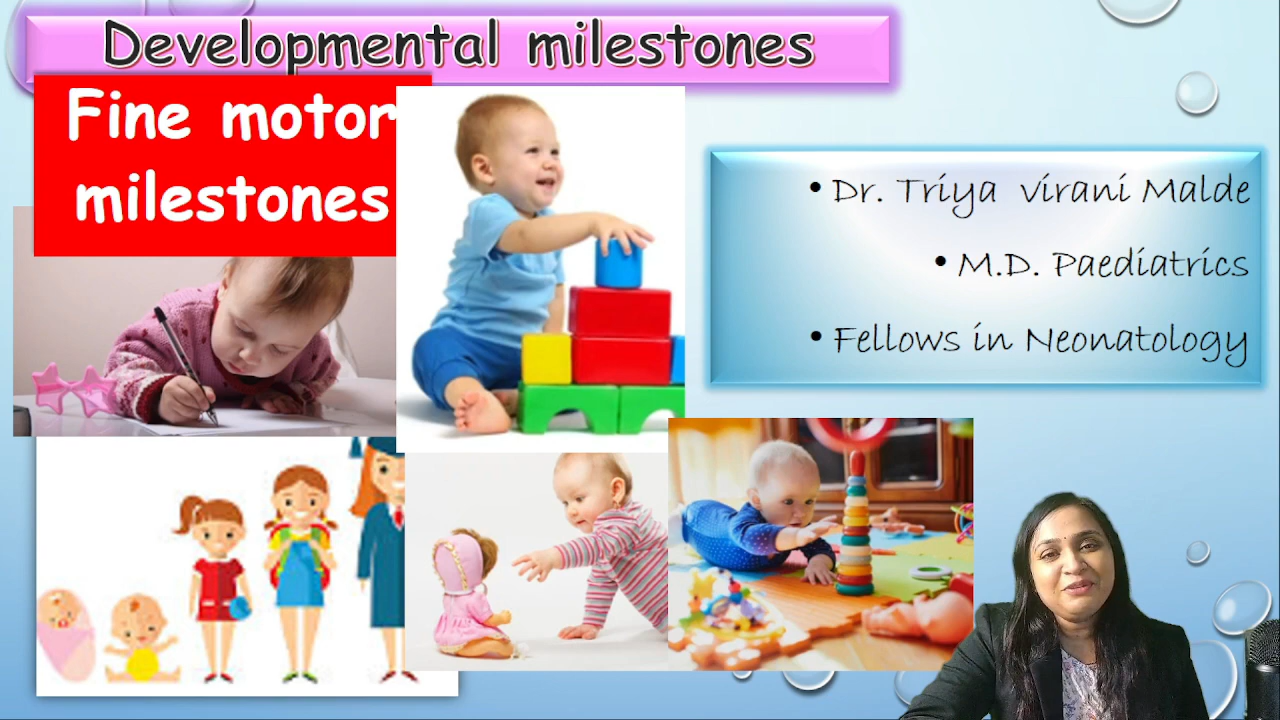 Developmental milestones
Fine motor
milestones
• Dr. Triya virani Malde
• M.D. Paediatrics
• Fellows in Neonatology